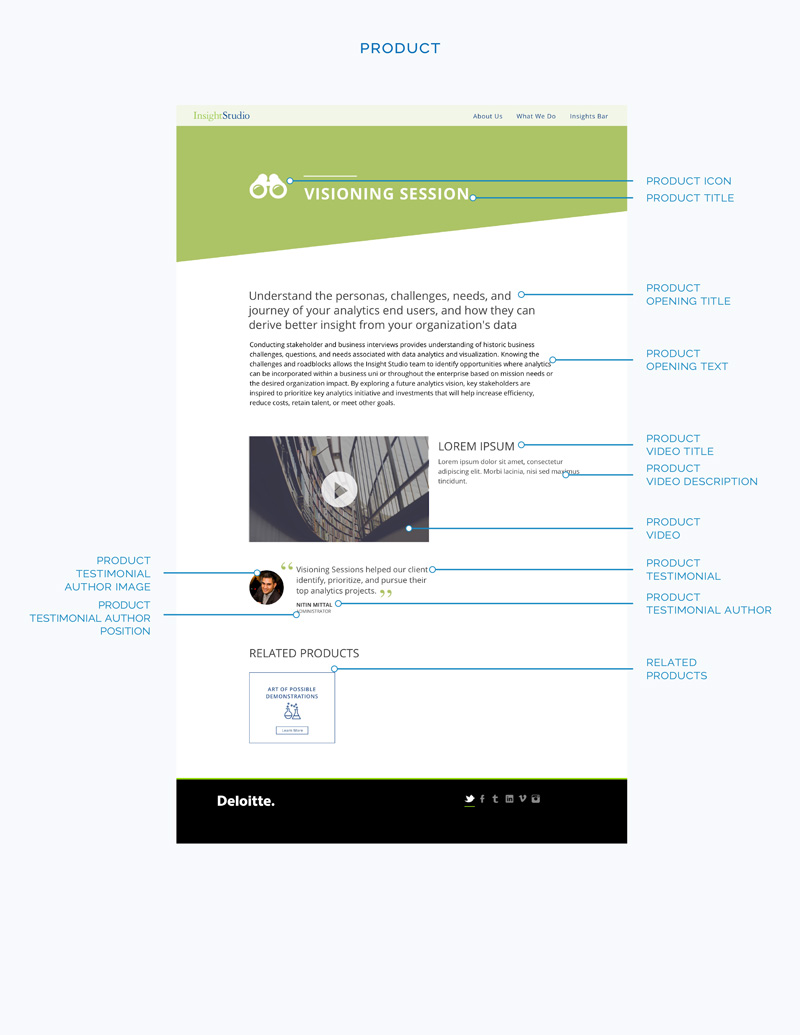 PRODUCT
InsightStudio
About Us
What We Do
Insights Bar
VISIONING SESSION
PRODUCT ICON
PRODUCT TITLE
Understand the personas, challenges, needs, and
journey of your analytics end users, and how they can
derive better insight from your organization's data
PRODUCT
OPENING TITLE
Conducting stakeholder and business interviews provides understanding of historic business
challenges, questions, and needs associated with data analytics and visualization. Knowing the
challenges and roadblocks allows the Insight Studio team to identify opportunities where analytics
can be incorporated within a business uni or throughout the enterprise based on mission needs or
the desired organization impact. By exploring a future analytics vision, key stakeholders are
inspired to prioritize key analytics initiative and investments that will help increase efficiency,
reduce costs, retain talent, or meet other goals.
PRODUCT
OPENING TEXT
LOREM IPSUM
Lorem ipsum dolor sit amet, consectetur
adipiscing elit. Morbi lacinia, nisi sed maximus
tincidunt.
PRODUCT
VIDEO TITLE
PRODUCT
VIDEO DESCRIPTION
PRODUCT
VIDEO
PRODUCT
TESTIMONIAL
AUTHOR IMAGE
PRODUCT
TESTIMONIAL AUTHOR
POSITION
“ Visioning Sessions helped our client
identify, prioritize, and pursue their
top analytics projects. ”
NITIN MITTAL
ADMINISTRATOR
PRODUCT
TESTIMONIAL
PRODUCT
TESTIMONIAL AUTHOR
RELATED PRODUCTS
RELATED
PRODUCTS
ART OF POSSIBLE
DEMONSTRATIONS
Learn More
Deloitte.